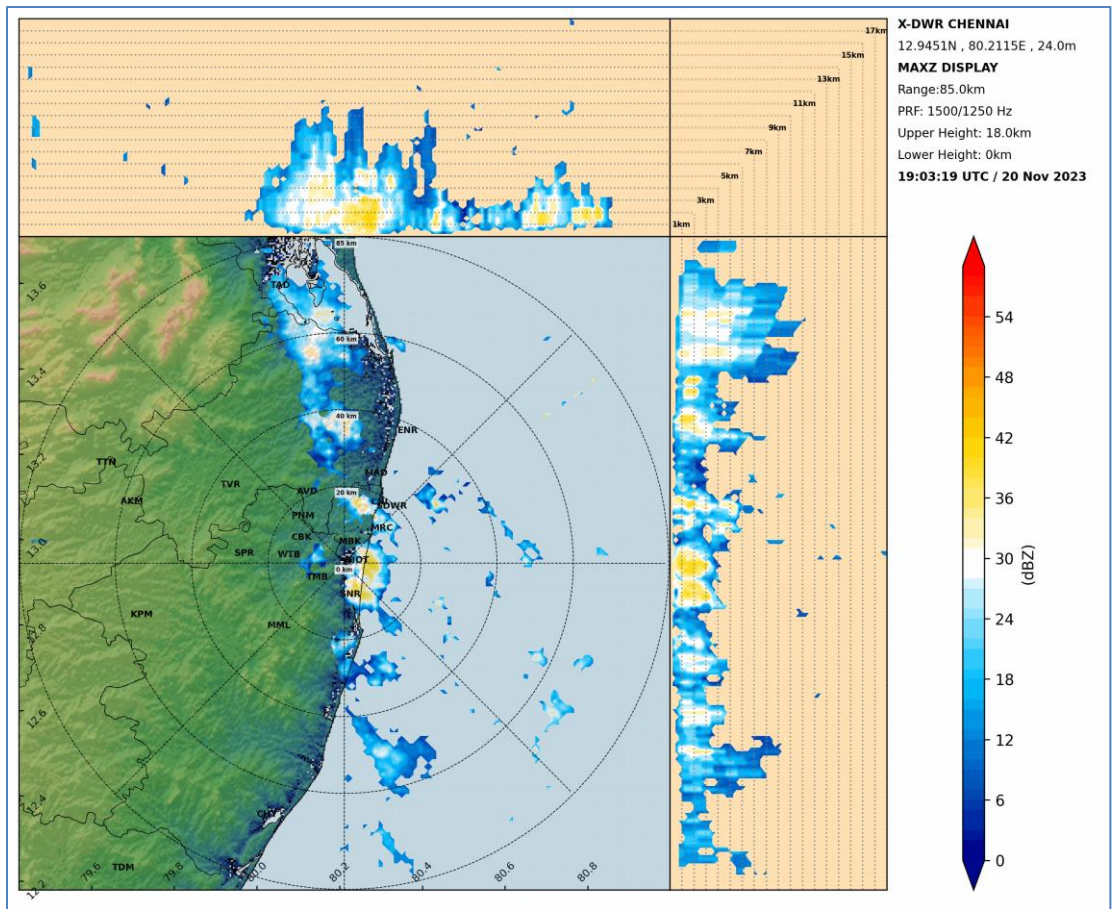 X-DWR CHENNAI
12.9451N , 80.2115E , 24.0m
MAXZ DISPLAY
Range:85.0km
PRF: 1500/1250 Hz
Upper Height: 18.0km
Lower Height: 0km
19:03:19 UTC / 20 Nov 2023
17km
15km
13km
11km
9km
7km
5km
3km
1km
85 km
TAD
13.6
60 km
13.4
40 km
ENR
13.2
TTN
MAD
TVR
AVD
20 km
AKM
SDWR
PNM
MRC
13.0
CBK
MBK
SPR
WTB
0 km
TMB
SNR
KPM
12.8
MML
12.6
12.4
TDM
12.2
79.6
79.8
80.0
80.2
80.4
80.6
80.8
54
48
42
36
30
24
18
12
6
0
(dBZ)